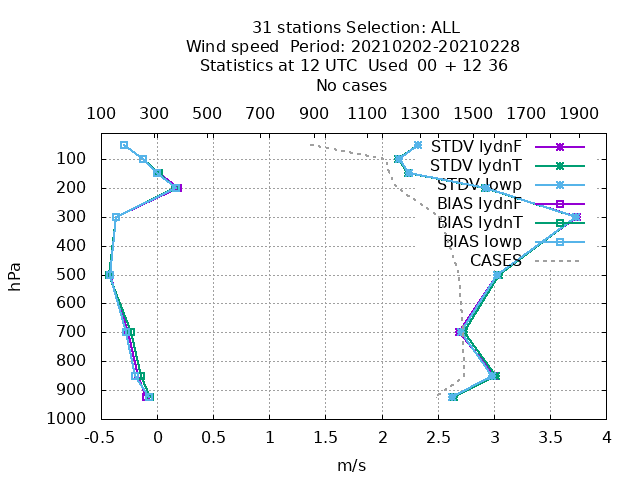 31 stations Selection: ALL
Wind speed  Period: 20210202-20210228
Statistics at 12 UTC  Used  00 + 12 36
No cases
100 300 500 700 900 1100 1300 1500 1700 1900
STDV lydnF
STDV lydnT
STDV lowp
BIAS lydnF
BIAS lydnT
BIAS lowp
CASES
100
200
300
400
500
600
700
800
900
1000
hPa
-0.5 0 0.5 1 1.5 2 2.5 3 3.5 4
m/s